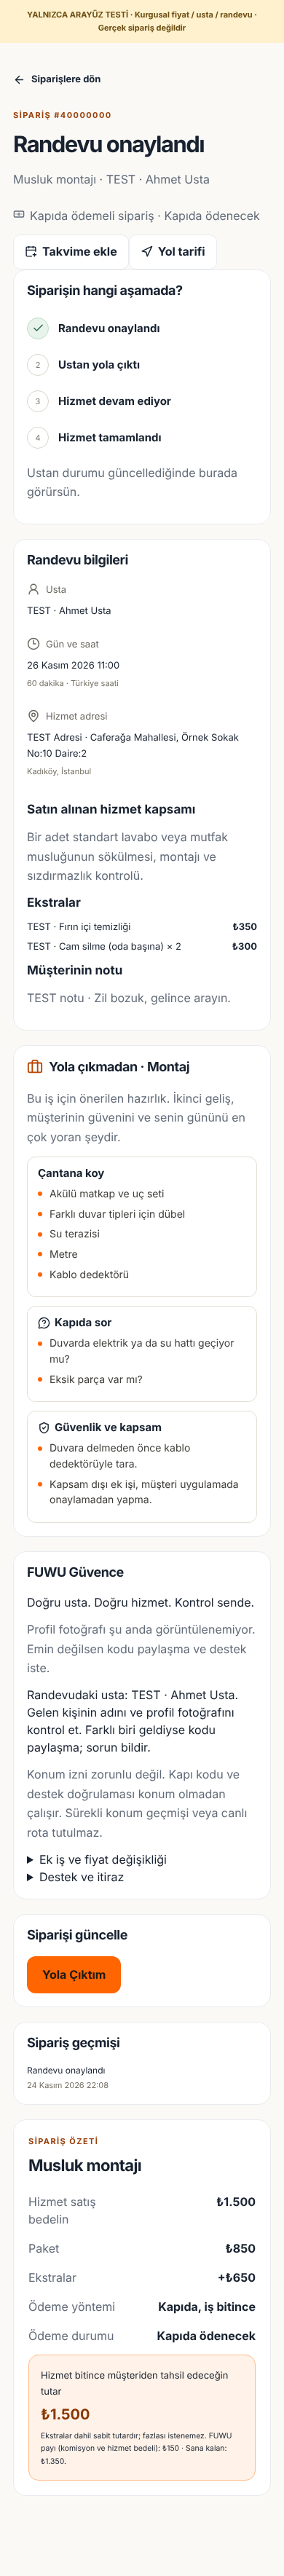 YALNIZCA ARAYÜZ TESTİ · Kurgusal fiyat / usta / randevu ·
Gerçek sipariş değildir
Siparişlere dön
SİPARİŞ #40000000
Randevu onaylandı
Musluk montajı · TEST · Ahmet Usta
Kapıda ödemeli sipariş · Kapıda ödenecek
Takvime ekle
Yol tarifi
Siparişin hangi aşamada?
Randevu onaylandı
2 Ustan yola çıktı
3 Hizmet devam ediyor
4 Hizmet tamamlandı
Ustan durumu güncellediğinde burada
görürsün.
Randevu bilgileri
Usta
TEST · Ahmet Usta
Gün ve saat
26 Kasım 2026 11:00
60 dakika · Türkiye saati
Hizmet adresi
TEST Adresi · Caferağa Mahallesi, Örnek Sokak
No:10 Daire:2
Kadıköy, İstanbul
Satın alınan hizmet kapsamı
Bir adet standart lavabo veya mutfak
musluğunun sökülmesi, montajı ve
sızdırmazlık kontrolü.
Ekstralar
TEST · Fırın içi temizliği ₺350
TEST · Cam silme (oda başına) × 2 ₺300
Müşterinin notu
TEST notu · Zil bozuk, gelince arayın.
Yola çıkmadan · Montaj
Bu iş için önerilen hazırlık. İkinci geliş,
müşterinin güvenini ve senin gününü en
çok yoran şeydir.
Çantana koy
Akülü matkap ve uç seti
Farklı duvar tipleri için dübel
Su terazisi
Metre
Kablo dedektörü
Kapıda sor
Duvarda elektrik ya da su hattı geçiyor
mu?
Eksik parça var mı?
Güvenlik ve kapsam
Duvara delmeden önce kablo
dedektörüyle tara.
Kapsam dışı ek işi, müşteri uygulamada
onaylamadan yapma.
FUWU Güvence
Doğru usta. Doğru hizmet. Kontrol sende.
Profil fotoğrafı şu anda görüntülenemiyor.
Emin değilsen kodu paylaşma ve destek
iste.
Randevudaki usta: TEST · Ahmet Usta.
Gelen kişinin adını ve profil fotoğrafını
kontrol et. Farklı biri geldiyse kodu
paylaşma; sorun bildir.
Konum izni zorunlu değil. Kapı kodu ve
destek doğrulaması konum olmadan
çalışır. Sürekli konum geçmişi veya canlı
rota tutulmaz.
Ek iş ve fiyat değişikliği
Destek ve itiraz
Siparişi güncelle
Yola Çıktım
Sipariş geçmişi
Randevu onaylandı
24 Kasım 2026 22:08
SİPARİŞ ÖZETİ
Musluk montajı
Hizmet satış ₺1.500
bedelin
Paket ₺850
Ekstralar +₺650
Ödeme yöntemi Kapıda, iş bitince
Ödeme durumu Kapıda ödenecek
Hizmet bitince müşteriden tahsil edeceğin
tutar
₺1.500
Ekstralar dahil sabit tutardır; fazlası istenemez. FUWU
payı (komisyon ve hizmet bedeli): ₺150 · Sana kalan:
₺1.350.